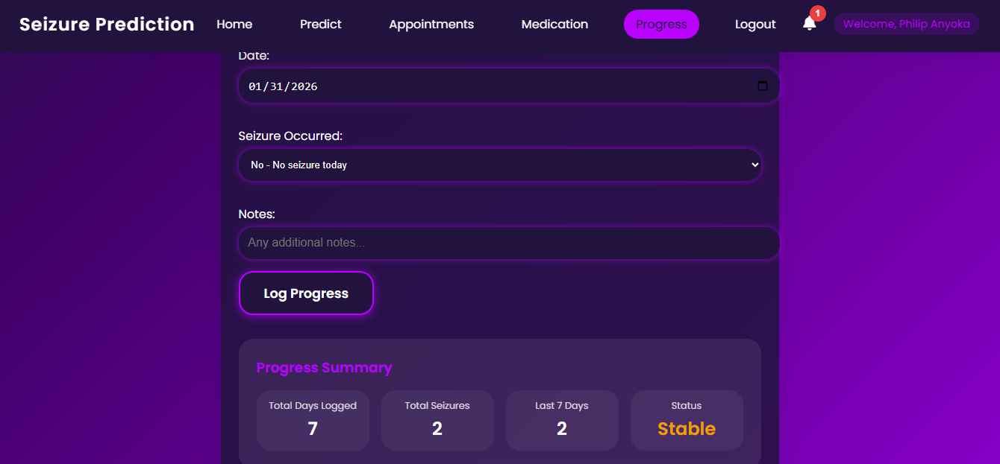 Seizure Prediction Home Predict Appointments Medication Progress Logout 1 Welcome, Philip Anyoka
Date:
01/31/2026
Seizure Occurred:
No - No seizure today
Notes:
Any additional notes...
Log Progress
Progress Summary
Total Days Logged Total Seizures Last 7 Days Status
7 2 2 Stable